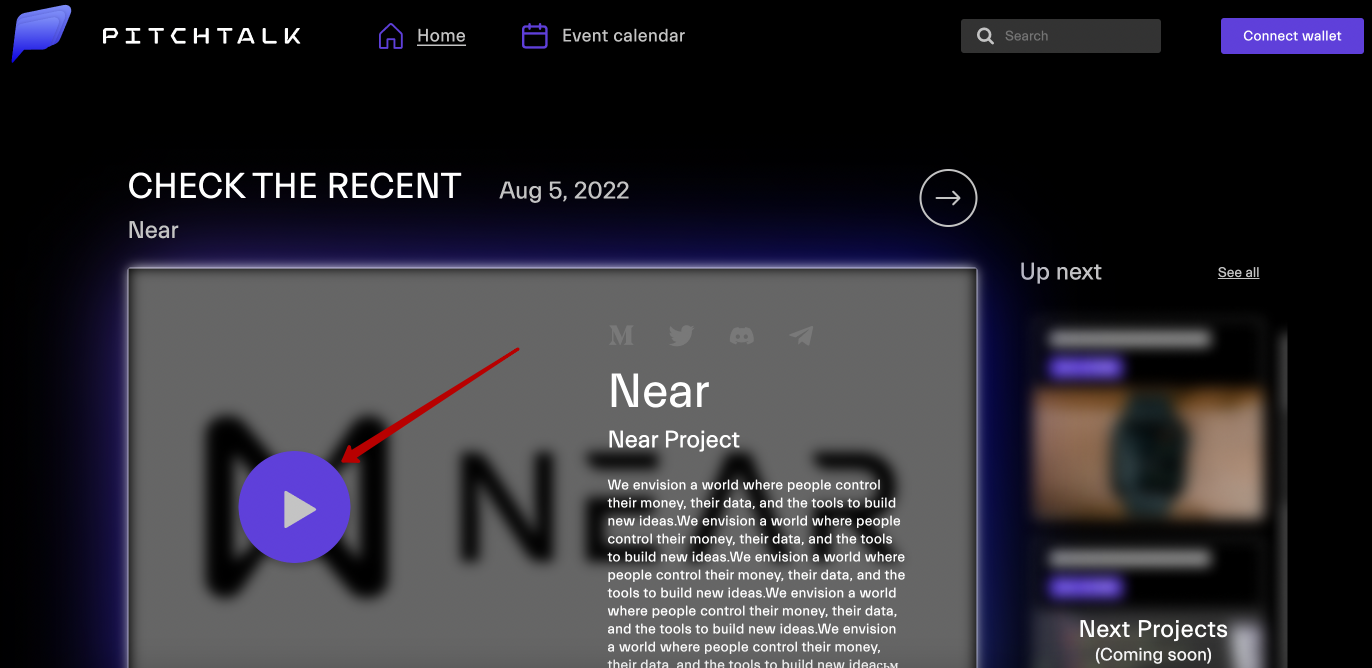 PITCHTALK
Home
Event calendar
Search
Connect wallet
CHECK THE RECENT
Aug 5, 2022
Near
Up next
See all
M
Near
Near Project
We envision a world where people control
their money, their data, and the tools to build
new ideas.We envision a world where people
control their money, their data, and the tools
to build new ideas.We envision a world where
people control their money, their data, and the
tools to build new ideas.We envision a world
where people control their money, their data,
and the tools to build new ideas.We envision
a world where people control their money,
their data, and the tools to build new ideaсьм
NEAR
Next Projects
(Coming soon)